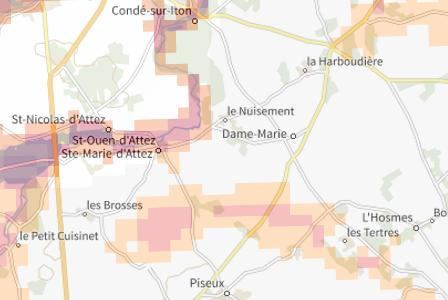 Condé-sur-Iton
la Harboudière
le Nuisement
St-Nicolas-d'Attez
Dame-Marie
St-Ouen-d'Attez
Ste-Marie-d'Attez
les Brosses
L'Hosmes
Bo
les Tertres
le Petit Cuisinet
Piseux